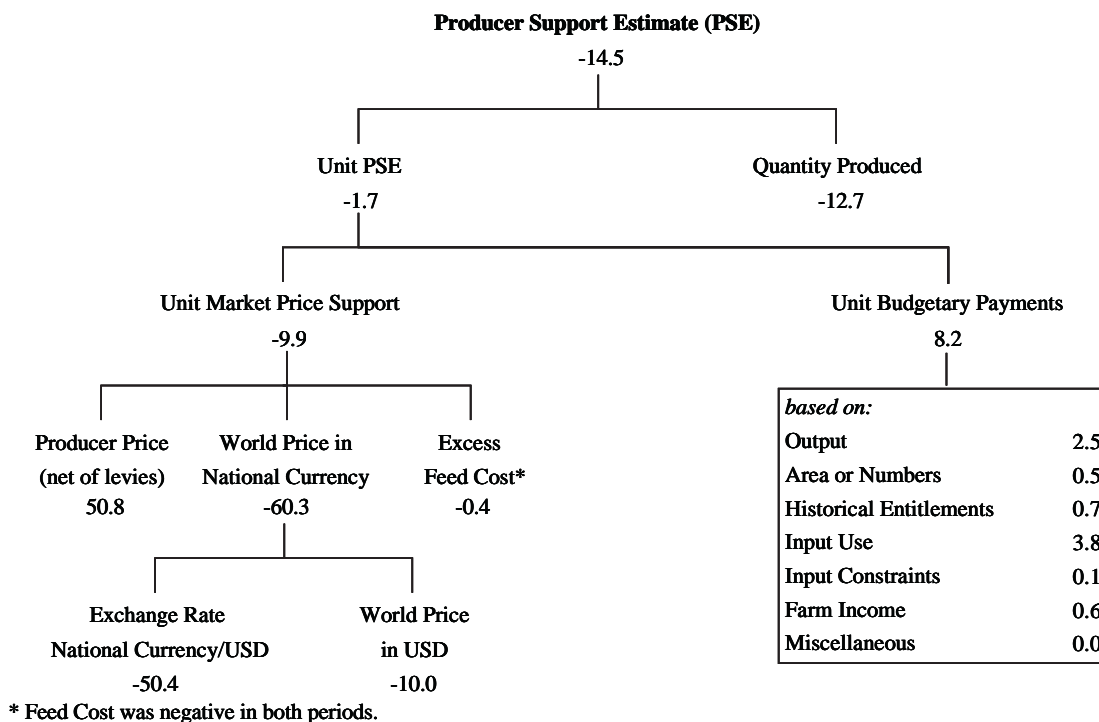 Producer Support Estimate (PSE)
-14.5
Unit PSE
-1.7
Quantity Produced
-12.7
Unit Market Price Support
-9.9
Unit Budgetary Payments
8.2
Producer Price
(net of levies)
50.8
World Price in
National Currency
-60.3
Excess
Feed Cost*
-0.4
based on:
Output 2.5
Area or Numbers 0.5
Historical Entitlements 0.7
Input Use 3.8
Input Constraints 0.1
Farm Income 0.6
Miscellaneous 0.0
Exchange Rate
National Currency/USD
-50.4
World Price
in USD
-10.0
* Feed Cost was negative in both periods.